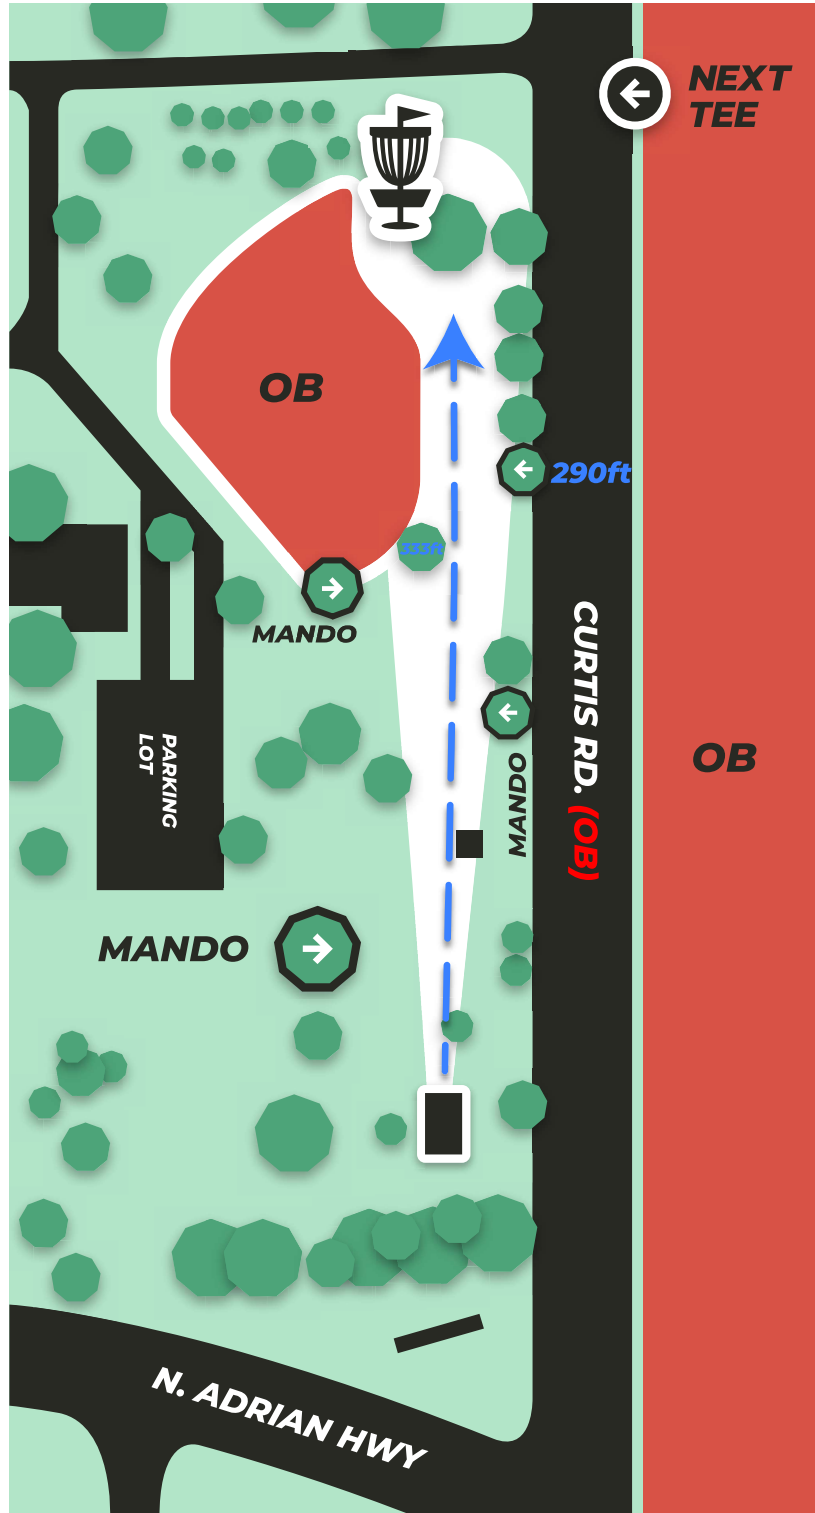 NEXT
TEE
OB
290ft
333ft
MANDO
CURTIS RD. (OB)
PARKING
LOT
MANDO
OB
MANDO
N. ADRIAN HWY